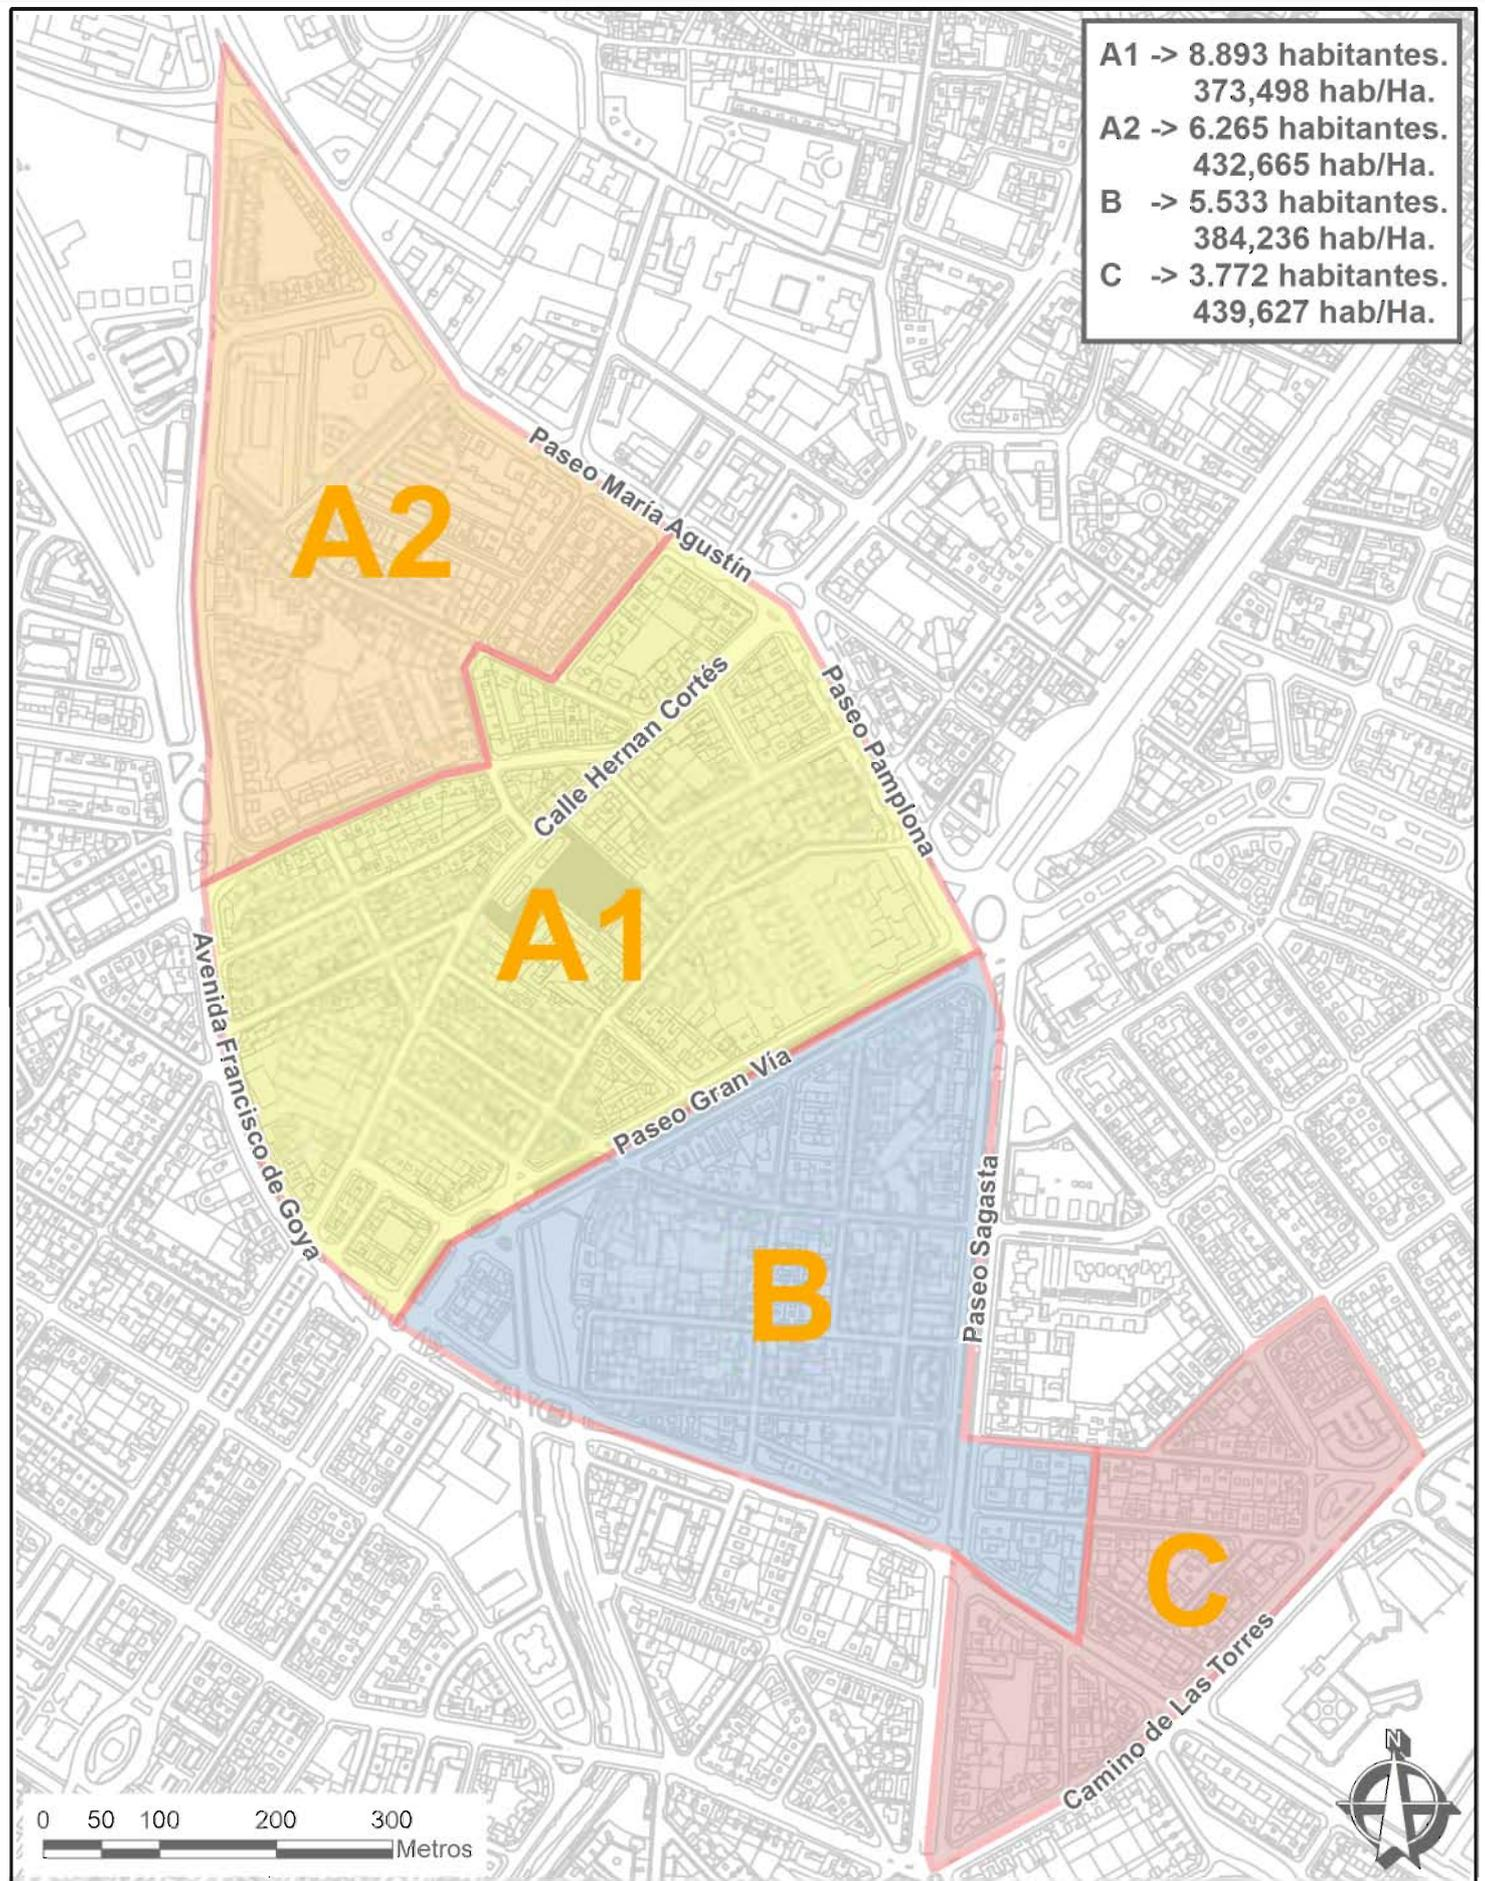 A1 -> 8.893 habitantes.
373,498 hab/Ha.
A2 -> 6.265 habitantes.
432,665 hab/Ha.
B -> 5.533 habitantes.
384,236 hab/Ha.
C -> 3.772 habitantes.
439,627 hab/Ha.
Paseo María Agustín
A2
Calle Hernan Cortés
Paseo Pamplona
A1
Avenida Francisco de Goya
Paseo Gran Vía
Paseo Sagasta
B
C
Camino de Las Torres
N
0 50 100 200 300
Metros